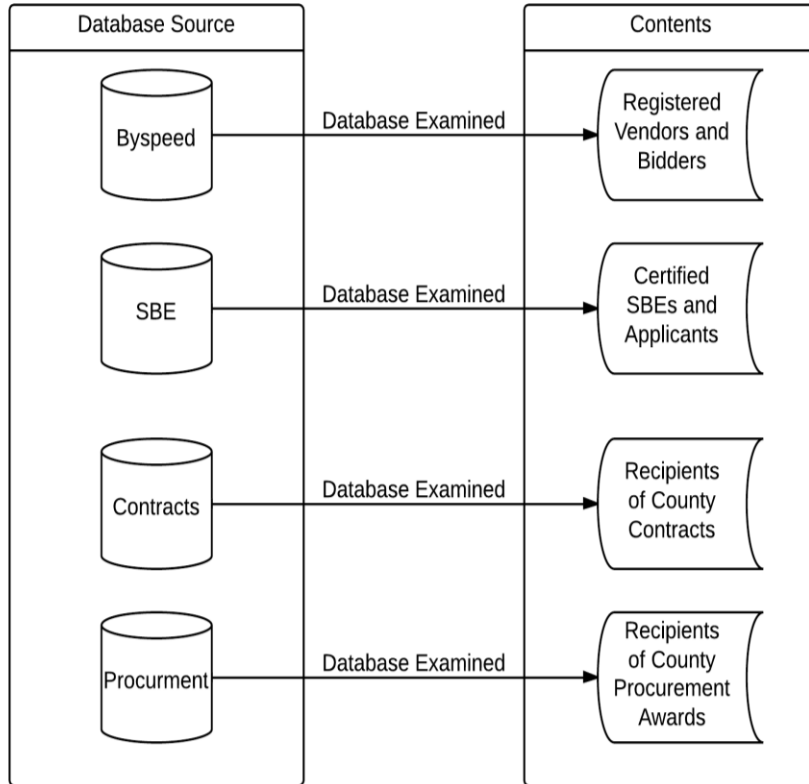 Database Source
Contents
Byspeed
Database Examined
Registered
Vendors and
Bidders
SBE
Database Examined
Certified
SBEs and
Applicants
Contracts
Database Examined
Recipients
of County
Contracts
Procurment
Database Examined
Recipients
of County
Procurement
Awards